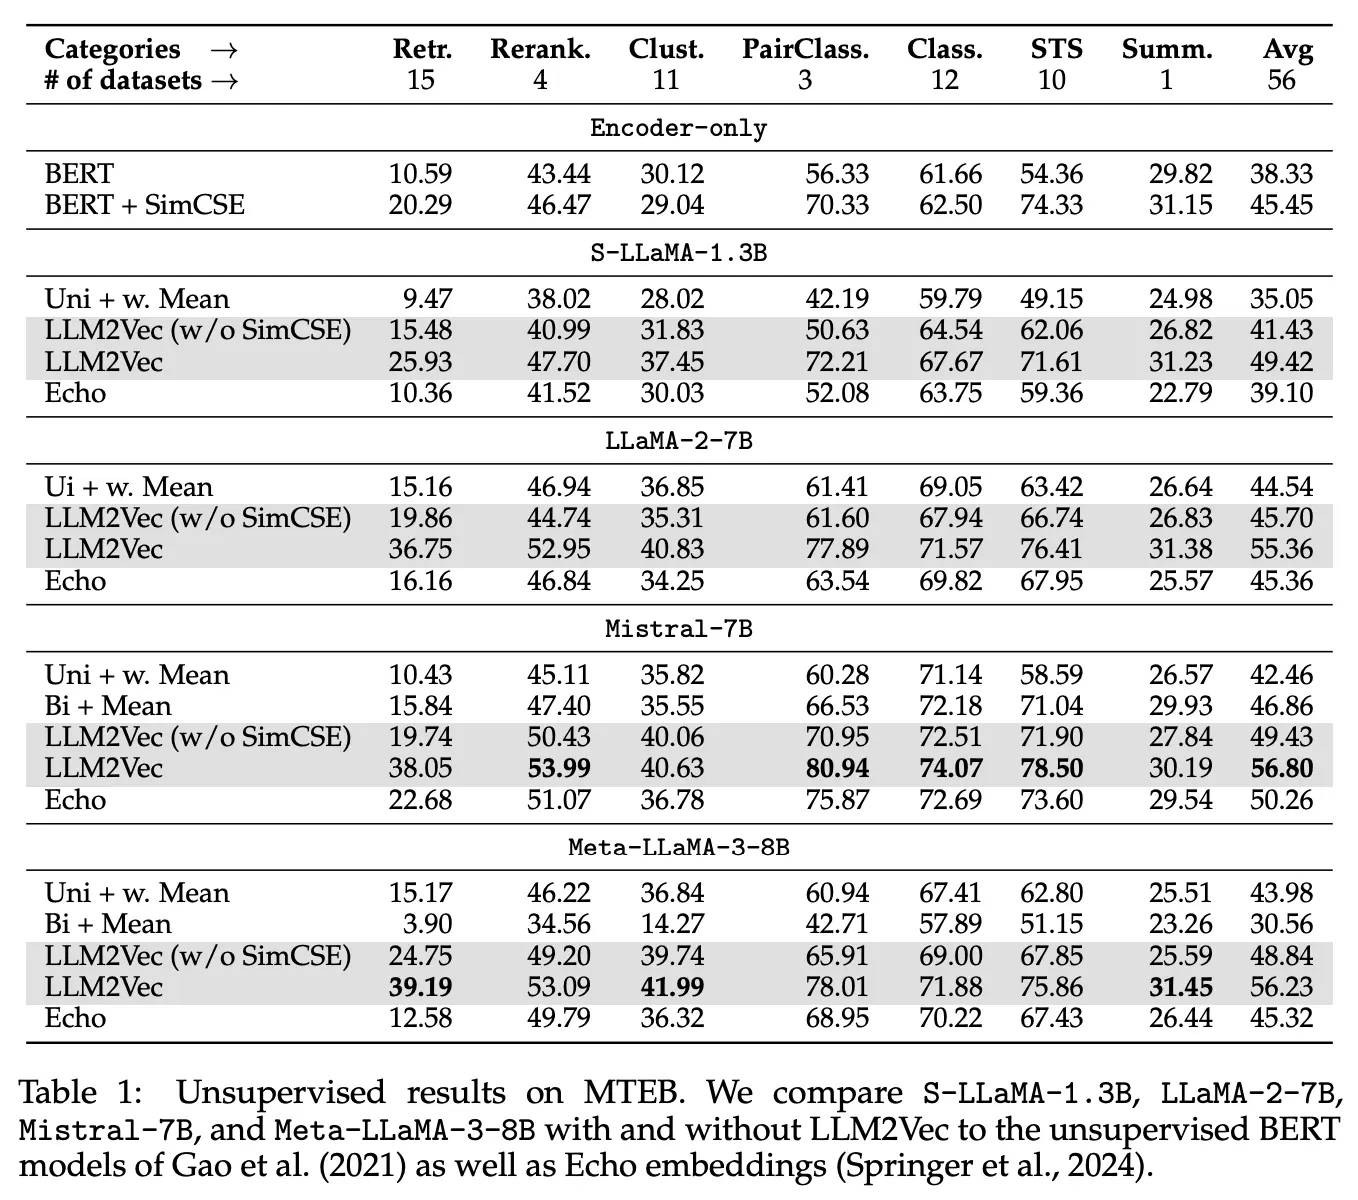 Categories → Retr. Rerank. Clust. PairClass. Class. STS Summ. Avg
# of datasets → 15 4 11 3 12 10 1 56
Encoder-only
BERT 10.59 43.44 30.12 56.33 61.66 54.36 29.82 38.33
BERT + SimCSE 20.29 46.47 29.04 70.33 62.50 74.33 31.15 45.45
S-LLaMA-1.3B
Uni + w. Mean 9.47 38.02 28.02 42.19 59.79 49.15 24.98 35.05
LLM2Vec (w/o SimCSE) 15.48 40.99 31.83 50.63 64.54 62.06 26.82 41.43
LLM2Vec 25.93 47.70 37.45 72.21 67.67 71.61 31.23 49.42
Echo 10.36 41.52 30.03 52.08 63.75 59.36 22.79 39.10
LLaMA-2-7B
Ui + w. Mean 15.16 46.94 36.85 61.41 69.05 63.42 26.64 44.54
LLM2Vec (w/o SimCSE) 19.86 44.74 35.31 61.60 67.94 66.74 26.83 45.70
LLM2Vec 36.75 52.95 40.83 77.89 71.57 76.41 31.38 55.36
Echo 16.16 46.84 34.25 63.54 69.82 67.95 25.57 45.36
Mistral-7B
Uni + w. Mean 10.43 45.11 35.82 60.28 71.14 58.59 26.57 42.46
Bi + Mean 15.84 47.40 35.55 66.53 72.18 71.04 29.93 46.86
LLM2Vec (w/o SimCSE) 19.74 50.43 40.06 70.95 72.51 71.90 27.84 49.43
LLM2Vec 38.05 53.99 40.63 80.94 74.07 78.50 30.19 56.80
Echo 22.68 51.07 36.78 75.87 72.69 73.60 29.54 50.26
Meta-LLaMA-3-8B
Uni + w. Mean 15.17 46.22 36.84 60.94 67.41 62.80 25.51 43.98
Bi + Mean 3.90 34.56 14.27 42.71 57.89 51.15 23.26 30.56
LLM2Vec (w/o SimCSE) 24.75 49.20 39.74 65.91 69.00 67.85 25.59 48.84
LLM2Vec 39.19 53.09 41.99 78.01 71.88 75.86 31.45 56.23
Echo 12.58 49.79 36.32 68.95 70.22 67.43 26.44 45.32
Table 1: Unsupervised results on MTEB. We compare S-LLaMA-1.3B, LLaMA-2-7B,
Mistral-7B, and Meta-LLaMA-3-8B with and without LLM2Vec to the unsupervised BERT
models of Gao et al. (2021) as well as Echo embeddings (Springer et al., 2024).